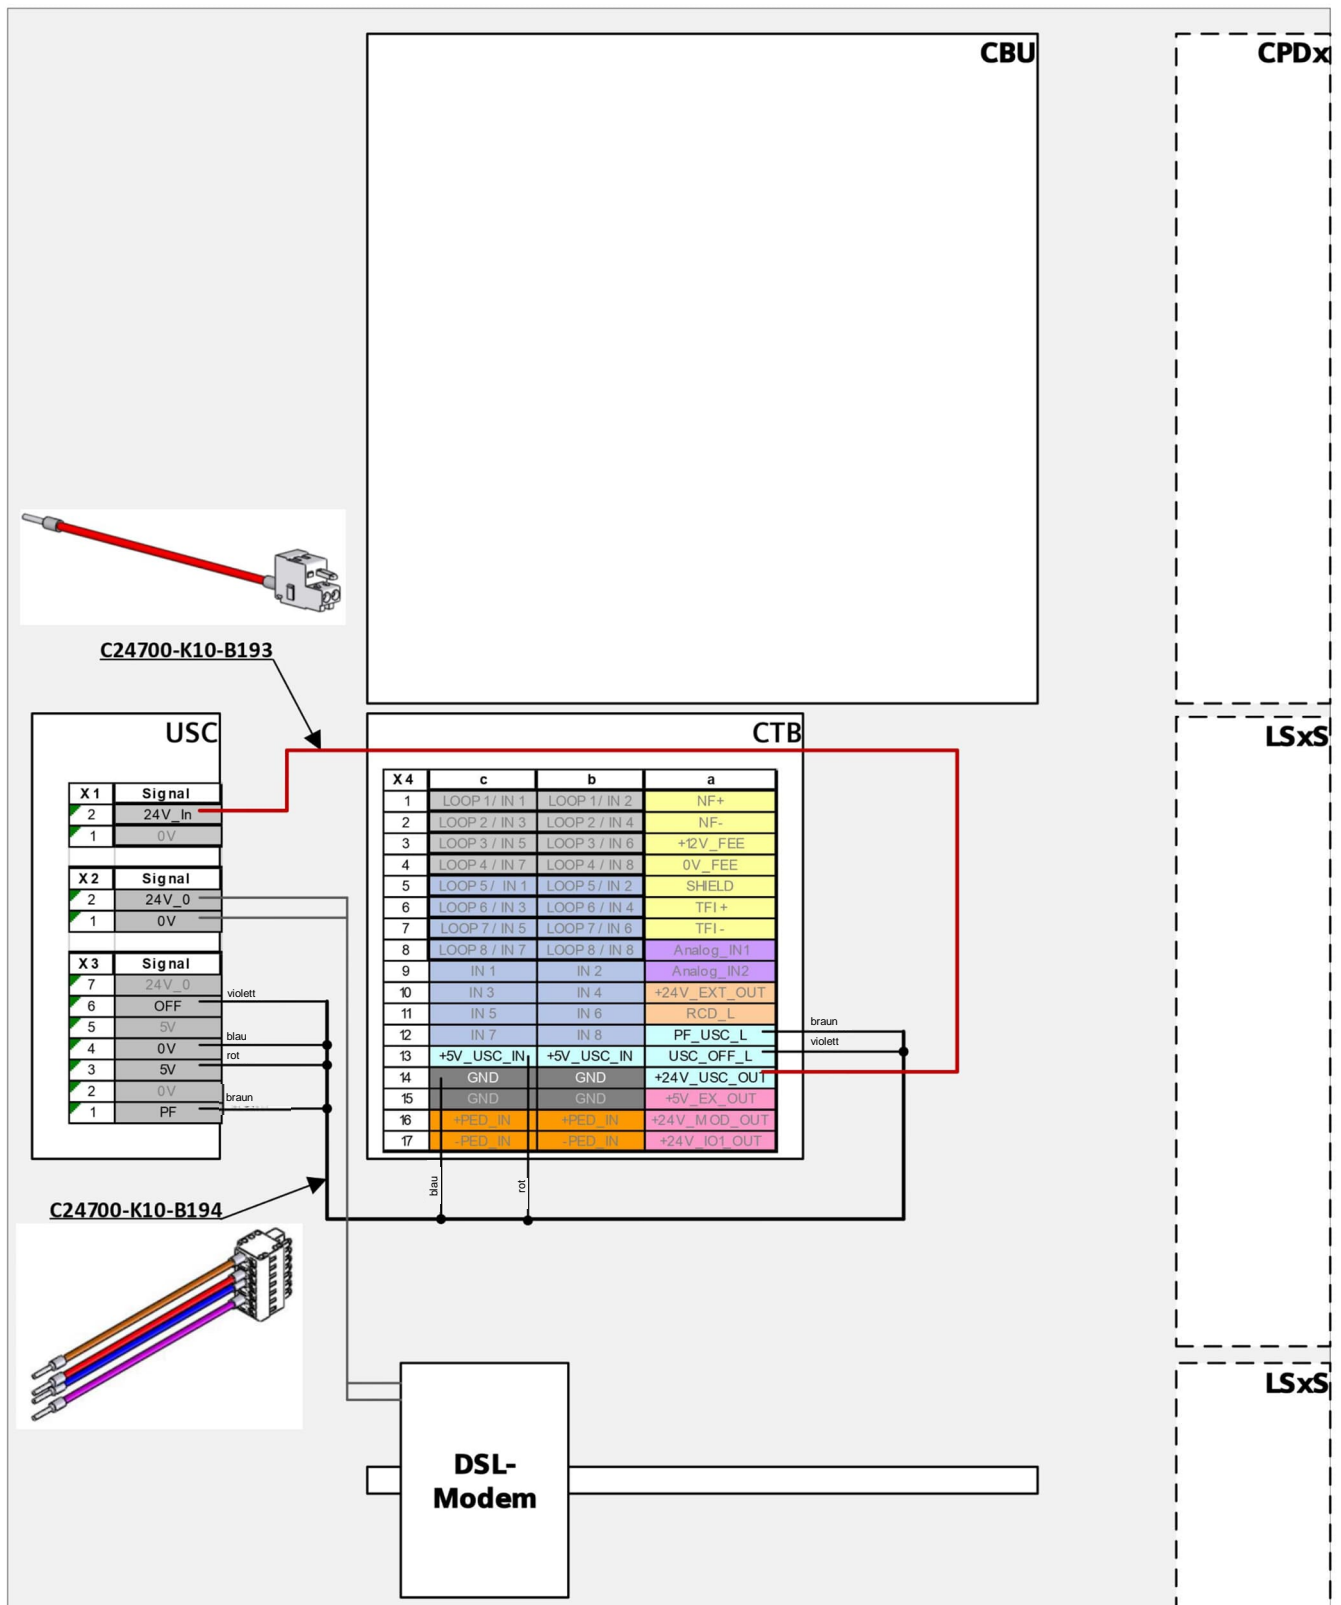 CBU
CPDx
C24700-K10-B193
USC
CTB
LSxS
X1 Signal
2 24V_In
1 0V
X2 Signal
2 24V_0
1 0V
X3 Signal
7 24V_0
6 OFF
5 5V
4 0V
3 5V
2 0V
1 PF
violett
blau
rot
braun
X4 c b a
1 LOOP 1/ IN 1 LOOP 1/ IN 2 NF+
2 LOOP 2 / IN 3 LOOP 2 / IN 4 NF-
3 LOOP 3 / IN 5 LOOP 3 / IN 6 +12V_FEE
4 LOOP 4 / IN 7 LOOP 4 / IN 8 0V_FEE
5 LOOP 5 / IN 1 LOOP 5 / IN 2 SHIELD
6 LOOP 6 / IN 3 LOOP 6 / IN 4 TFI+
7 LOOP 7 / IN 5 LOOP 7 / IN 6 TFI-
8 LOOP 8 / IN 7 LOOP 8 / IN 8 Analog_IN1
9 IN 1 IN 2 Analog_IN2
10 IN 3 IN 4 +24V_EXT_OUT
11 IN 5 IN 6 RCD_L
12 IN 7 IN 8 PF_USC_L
13 +5V_USC_IN +5V_USC_IN USC_OFF_L
14 GND GND +24V_USC_OUT
15 GND GND +5V_EX_OUT
16 +PED_IN +PED_IN +24V_MOD_OUT
17 -PED_IN -PED_IN +24V_IO1_OUT
braun
violett
blau
rot
C24700-K10-B194
LSxS
DSL-
Modem